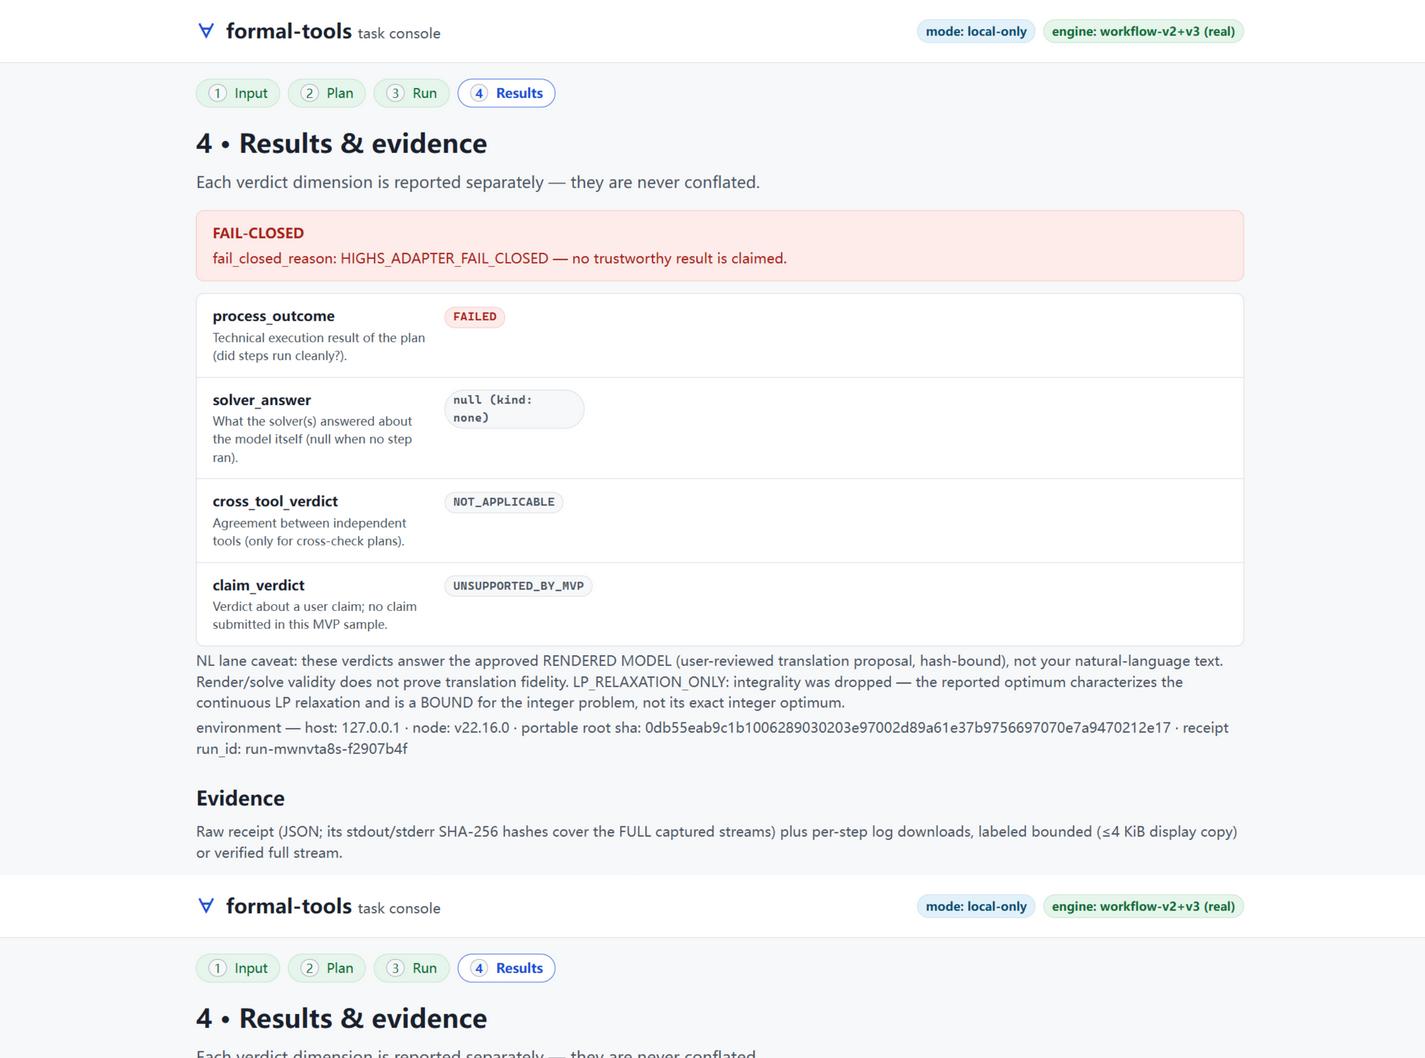 formal-tools task console
mode: local-only
engine: workflow-v2+v3 (real)
1 Input
2 Plan
3 Run
4 Results
4 • Results & evidence
Each verdict dimension is reported separately — they are never conflated.
FAIL-CLOSED
fail_closed_reason: HIGHS_ADAPTER_FAIL_CLOSED — no trustworthy result is claimed.
process_outcome
Technical execution result of the plan
(did steps run cleanly?).
FAILED
solver_answer
What the solver(s) answered about
the model itself (null when no step
ran).
null (kind:
none)
cross_tool_verdict
Agreement between independent
tools (only for cross-check plans).
NOT_APPLICABLE
claim_verdict
Verdict about a user claim; no claim
submitted in this MVP sample.
UNSUPPORTED_BY_MVP
NL lane caveat: these verdicts answer the approved RENDERED MODEL (user-reviewed translation proposal, hash-bound), not your natural-language text.
Render/solve validity does not prove translation fidelity. LP_RELAXATION_ONLY: integrality was dropped — the reported optimum characterizes the
continuous LP relaxation and is a BOUND for the integer problem, not its exact integer optimum.
environment — host: 127.0.0.1 · node: v22.16.0 · portable root sha: 0db55eab9c1b1006289030203e97002d89a61e37b9756697070e7a9470212e17 · receipt
run_id: run-mwnvta8s-f2907b4f
Evidence
Raw receipt (JSON; its stdout/stderr SHA-256 hashes cover the FULL captured streams) plus per-step log downloads, labeled bounded (≤4 KiB display copy)
or verified full stream.
formal-tools task console
mode: local-only
engine: workflow-v2+v3 (real)
1 Input
2 Plan
3 Run
4 Results
4 • Results & evidence
Each verdict dimension is reported separately — they are never conflated.